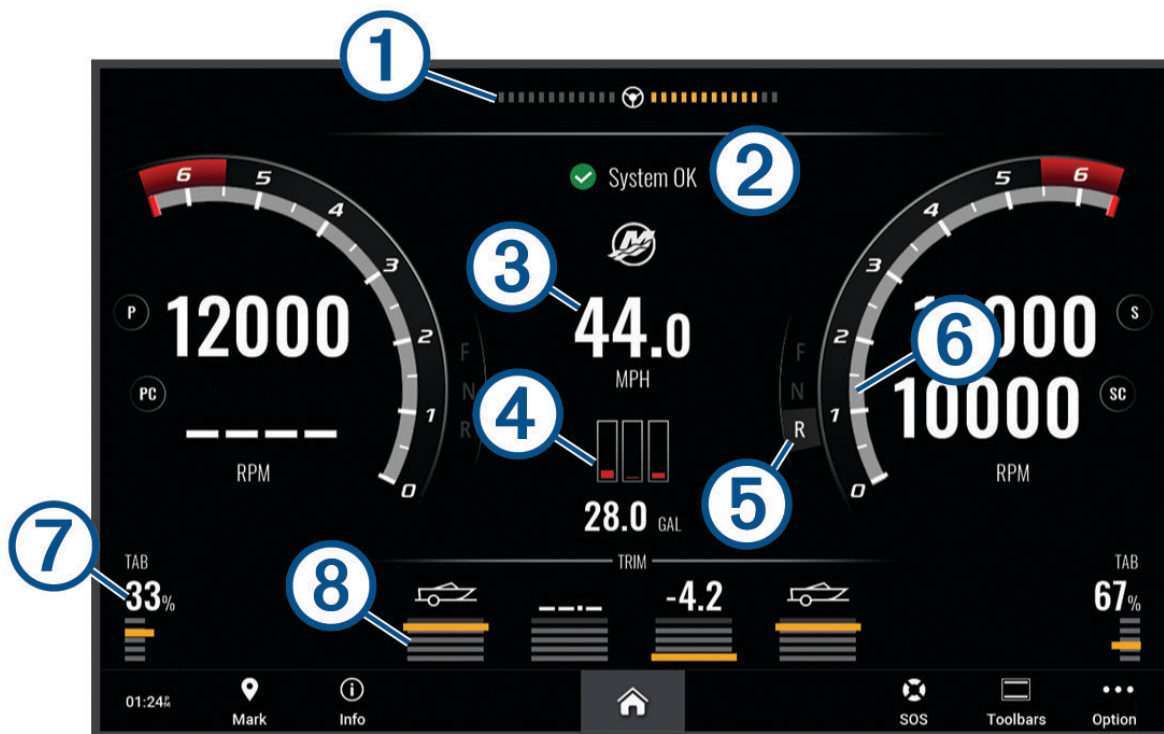 1
2
System OK
6
5
4
3
2
1
0
P
12000
PC
RPM
F
N
R
3
44.0
MPH
4
28.0 GAL
F
N
R
5
6
5
4
3
2
1
0
6
S
10000
SC
RPM
7
TAB
33%
8
TRIM
--.-
-4.2
TAB
67%
01:24 PM
Mark
Info
SOS
Toolbars
Option